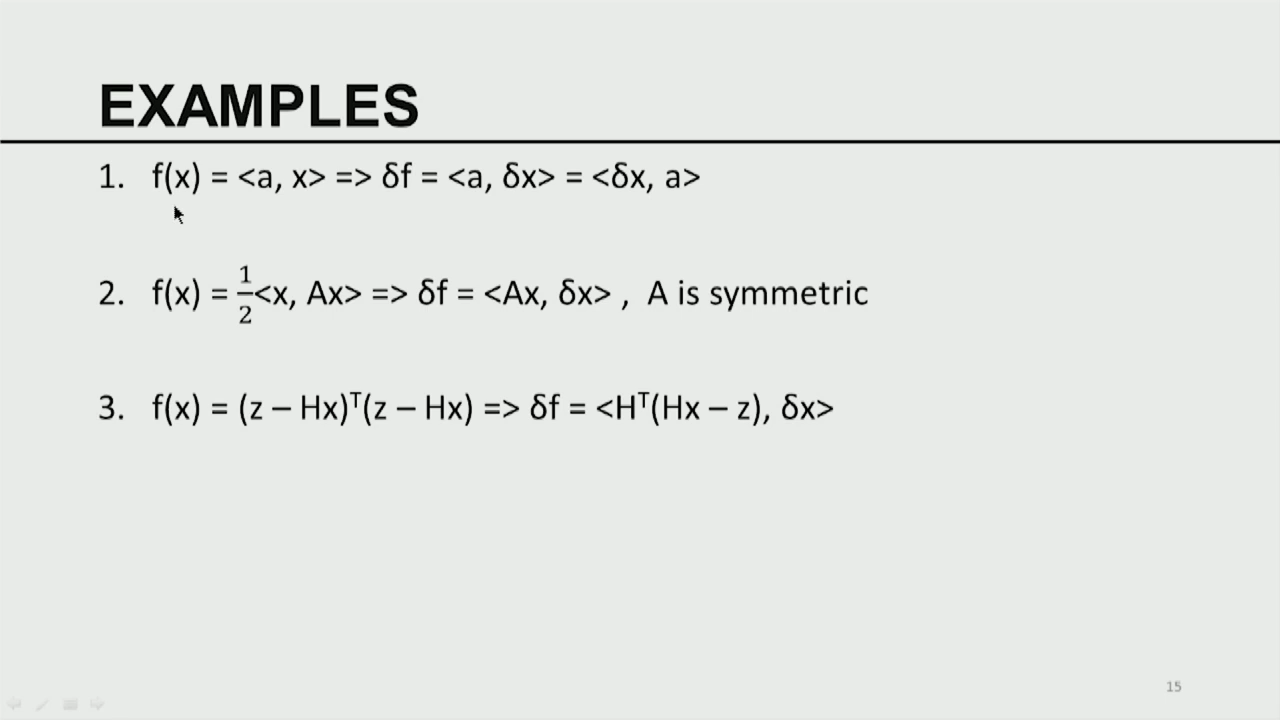 EXAMPLES
1. f(x) = <a, x> => δf = <a, δx> = <δx, a>
2. f(x) = 1/2<x, Ax> => δf = <Ax, δx> , A is symmetric
3. f(x) = (z – Hx)ᵀ(z – Hx) => δf = <Hᵀ(Hx – z), δx>
15